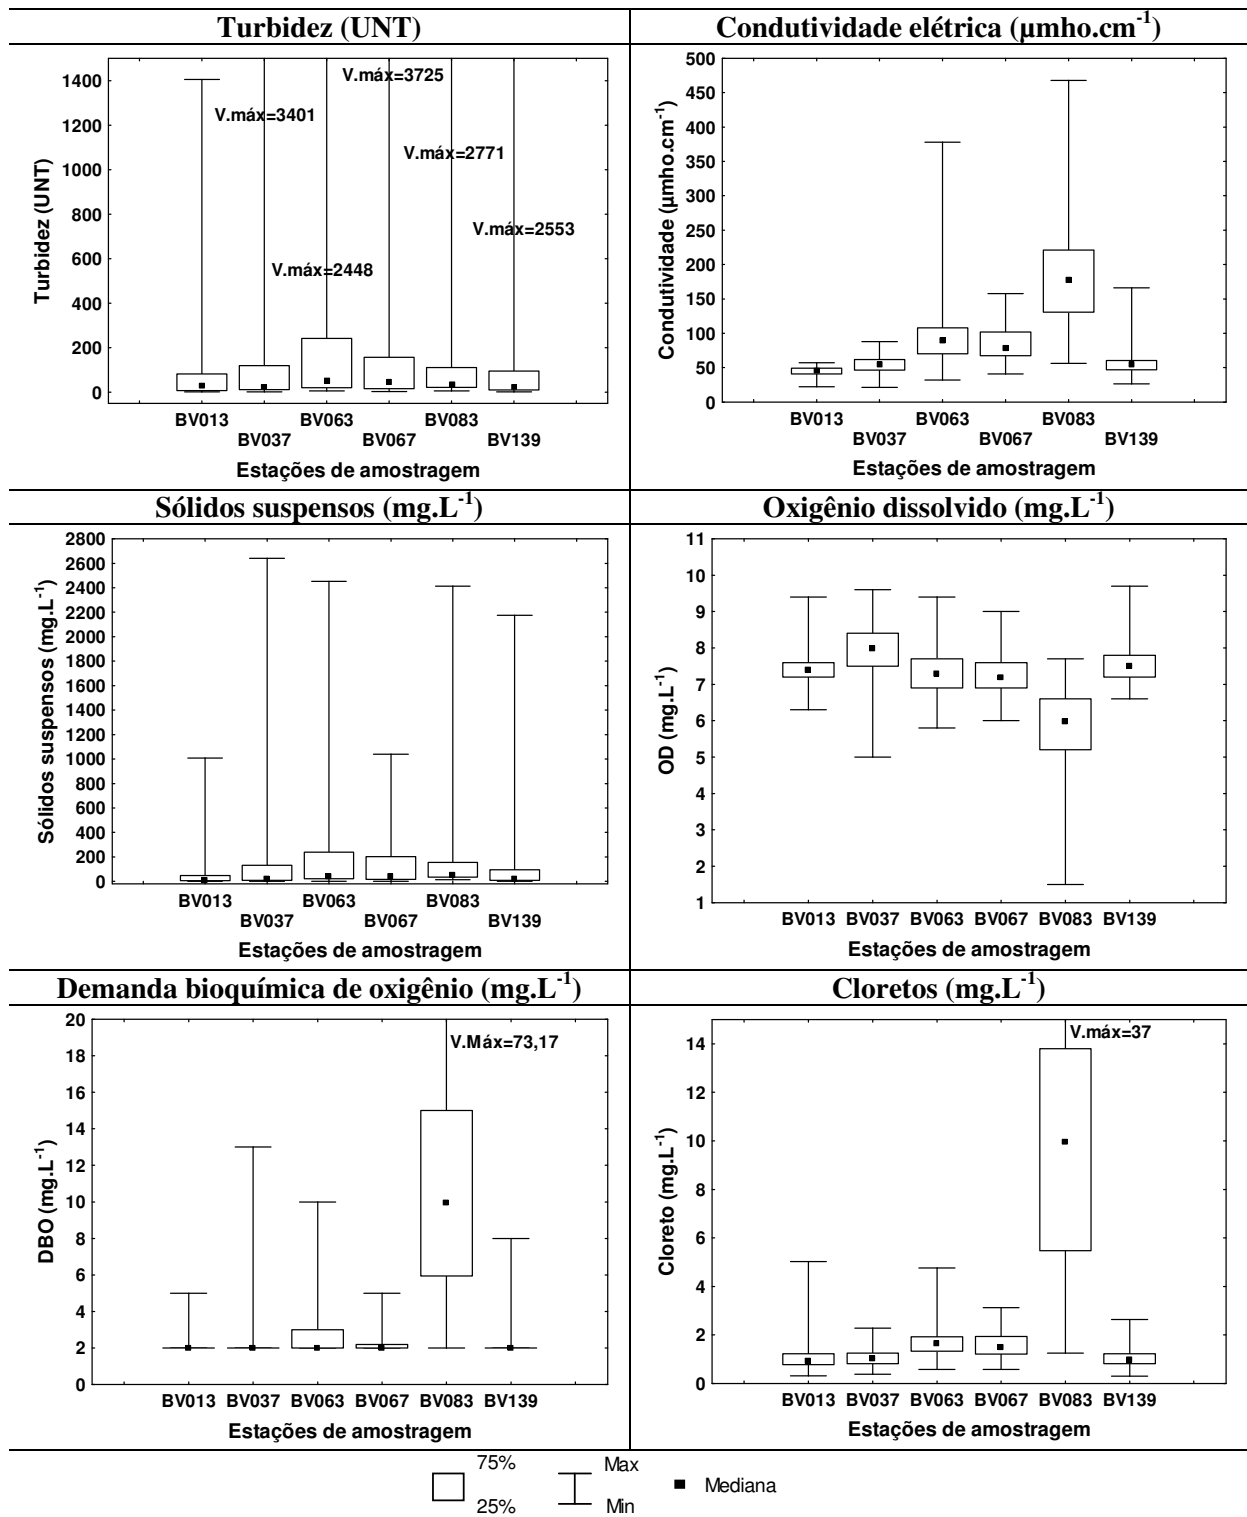 Turbidez (UNT)
Condutividade elétrica (µmho.cm-1)
Turbidez (UNT)
1400
1200
1000
800
600
400
200
0
V.máx=3401
V.máx=2448
V.máx=3725
V.máx=2771
V.máx=2553
BV013 BV037 BV063 BV067 BV083 BV139
Estações de amostragem
Condutividade (µmho.cm-1)
500
450
400
350
300
250
200
150
100
50
0
BV013 BV037 BV063 BV067 BV083 BV139
Estações de amostragem
Sólidos suspensos (mg.L-1)
Oxigênio dissolvido (mg.L-1)
Sólidos suspensos (mg.L-1)
2800
2600
2400
2200
2000
1800
1600
1400
1200
1000
800
600
400
200
0
BV013 BV037 BV063 BV067 BV083 BV139
Estações de amostragem
OD (mg.L-1)
11
10
9
8
7
6
5
4
3
2
1
BV013 BV037 BV063 BV067 BV083 BV139
Estações de amostragem
Demanda bioquímica de oxigênio (mg.L-1)
Cloretos (mg.L-1)
DBO (mg.L-1)
20
18
16
14
12
10
8
6
4
2
0
V.Máx=73,17
BV013 BV037 BV063 BV067 BV083 BV139
Estações de amostragem
Cloreto (mg.L-1)
14
12
10
8
6
4
2
0
V.máx=37
BV013 BV037 BV063 BV067 BV083 BV139
Estações de amostragem
75%
25%
Max
Min
Mediana